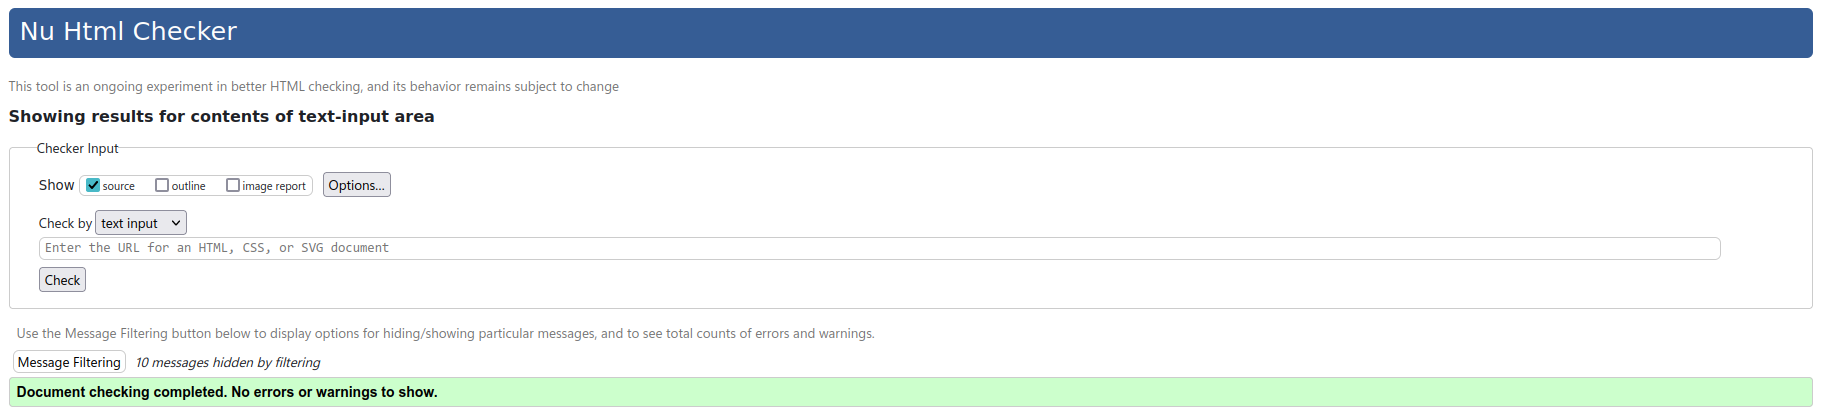 Nu Html Checker
This tool is an ongoing experiment in better HTML checking, and its behavior remains subject to change
Showing results for contents of text-input area
Checker Input
Show source outline image report Options...
Check by text input
Enter the URL for an HTML, CSS, or SVG document
Check
Use the Message Filtering button below to display options for hiding/showing particular messages, and to see total counts of errors and warnings.
Message Filtering 10 messages hidden by filtering
Document checking completed. No errors or warnings to show.